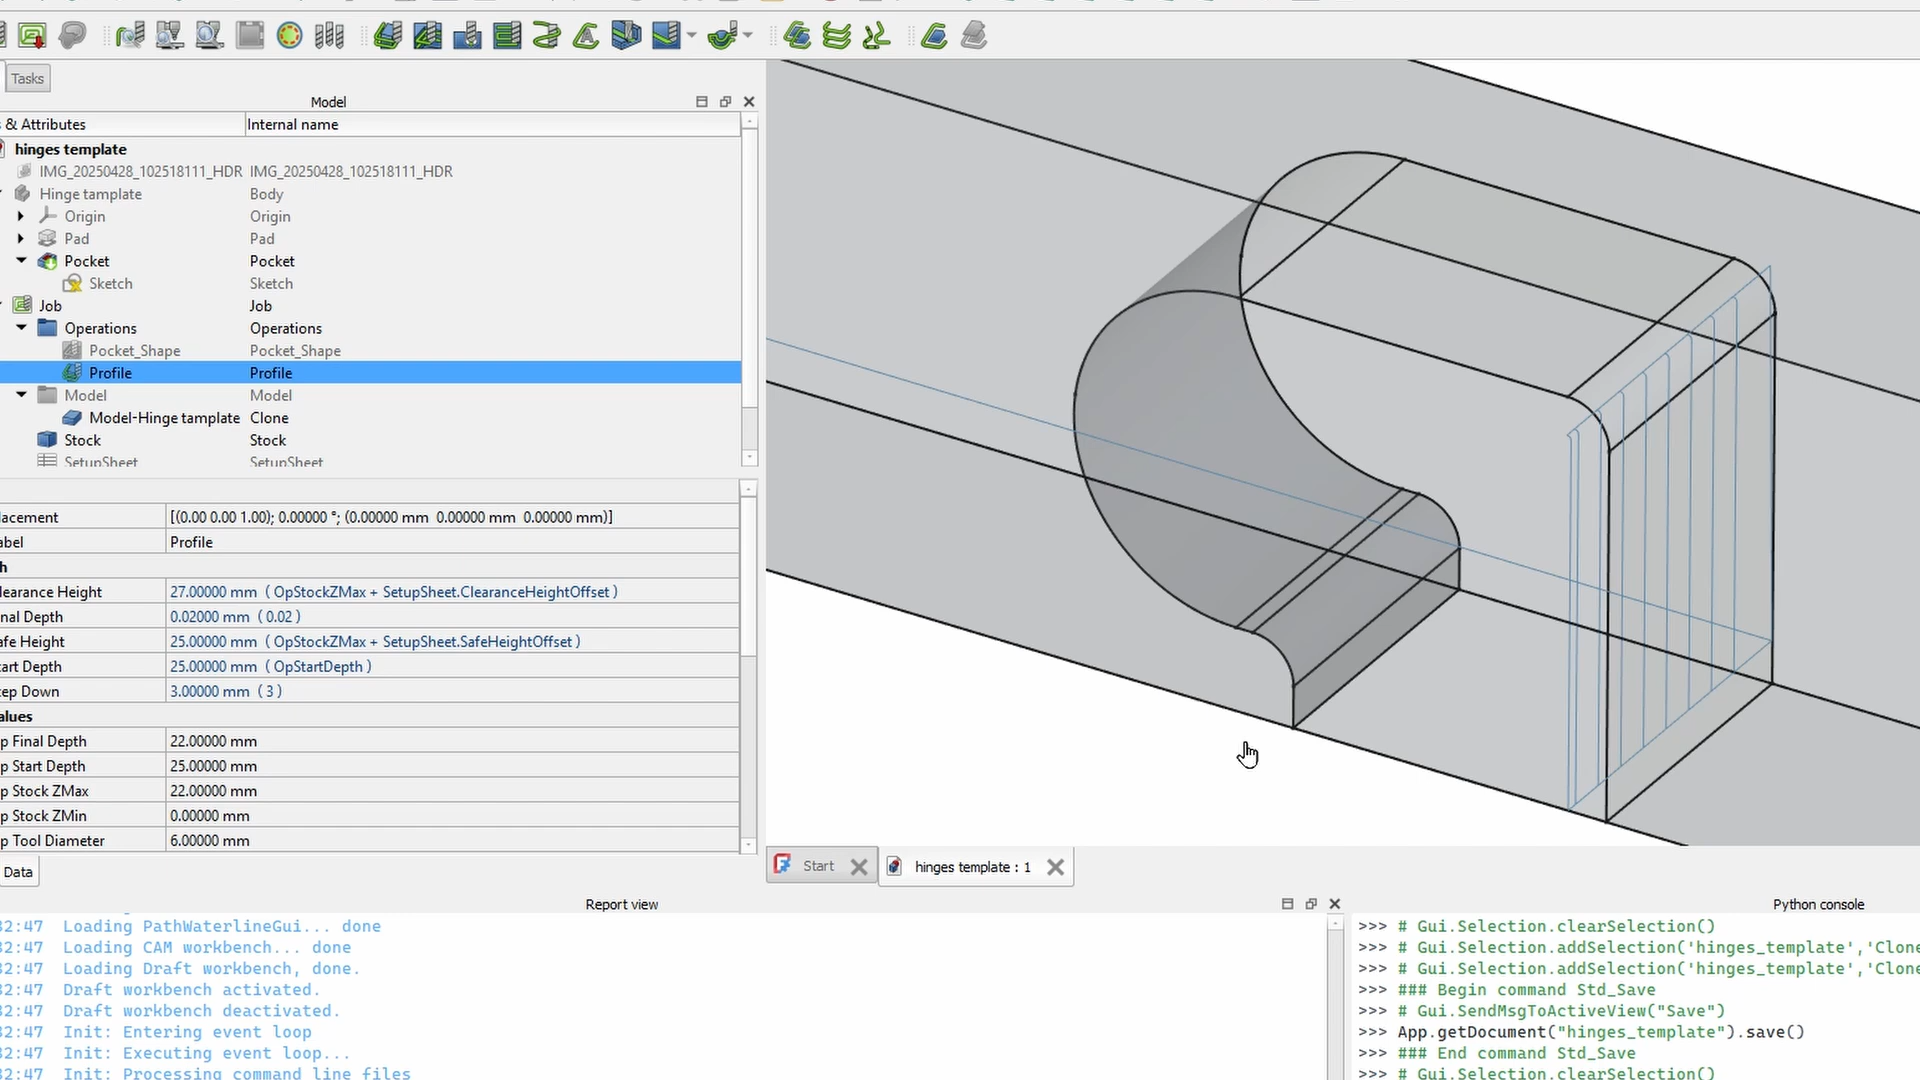 Tasks
Model
& Attributes Internal name
hinges template
IMG_20250428_102518111_HDR IMG_20250428_102518111_HDR
Hinge template Body
Origin Origin
Pad Pad
Pocket Pocket
Sketch Sketch
Job Job
Operations Operations
Pocket_Shape Pocket_Shape
Profile Profile
Model Model
Model-Hinge template Clone
Stock Stock
SetupSheet SetupSheet
lacement [(0.00 0.00 1.00); 0.00000 °; (0.00000 mm 0.00000 mm 0.00000 mm)]
abel Profile
h
learance Height 27.00000 mm ( OpStockZMax + SetupSheet.ClearanceHeightOffset )
nal Depth 0.02000 mm ( 0.02 )
afe Height 25.00000 mm ( OpStockZMax + SetupSheet.SafeHeightOffset )
tart Depth 25.00000 mm ( OpStartDepth )
tep Down 3.00000 mm ( 3 )
alues
p Final Depth 22.00000 mm
p Start Depth 25.00000 mm
p Stock ZMax 22.00000 mm
p Stock ZMin 0.00000 mm
p Tool Diameter 6.00000 mm
Data
Start
hinges template : 1
Report view
32:47 Loading PathWaterlineGui... done
32:47 Loading CAM workbench... done
32:47 Loading Draft workbench, done.
32:47 Draft workbench activated.
32:47 Draft workbench deactivated.
32:47 Init: Entering event loop
32:47 Init: Executing event loop...
32:47 Init: Processing command line files
Python console
>>> # Gui.Selection.clearSelection()
>>> # Gui.Selection.addSelection('hinges_template','Clone
>>> # Gui.Selection.addSelection('hinges_template','Clone
>>> ### Begin command Std_Save
>>> # Gui.SendMsgToActiveView("Save")
>>> App.getDocument("hinges_template").save()
>>> ### End command Std_Save
>>> # Gui.Selection.clearSelection()